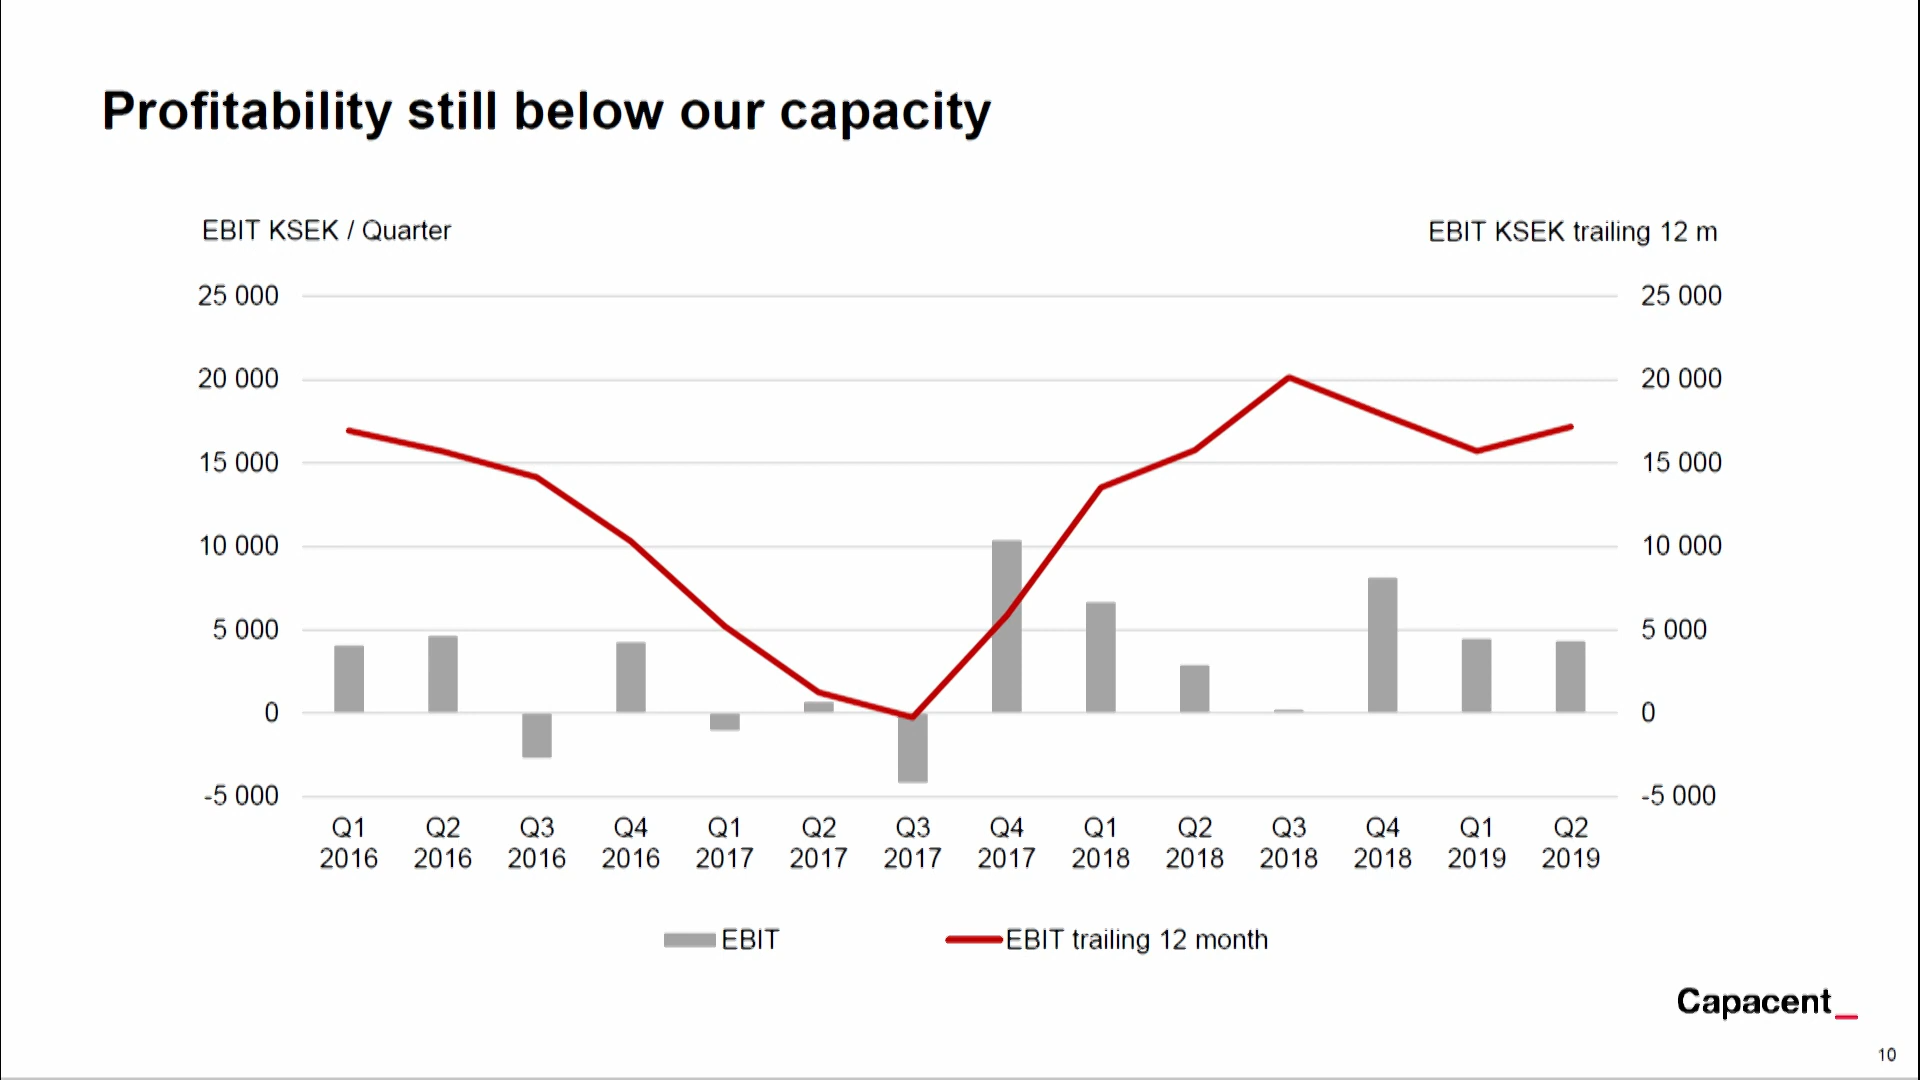 Profitability still below our capacity
EBIT KSEK / Quarter
EBIT KSEK trailing 12 m
25 000
25 000
20 000
20 000
15 000
15 000
10 000
10 000
5 000
5 000
0
0
-5 000
-5 000
Q1 Q2 Q3 Q4 Q1 Q2 Q3 Q4 Q1 Q2 Q3 Q4 Q1 Q2
2016 2016 2016 2016 2017 2017 2017 2017 2018 2018 2018 2018 2019 2019
EBIT
EBIT trailing 12 month
Capacent_
10